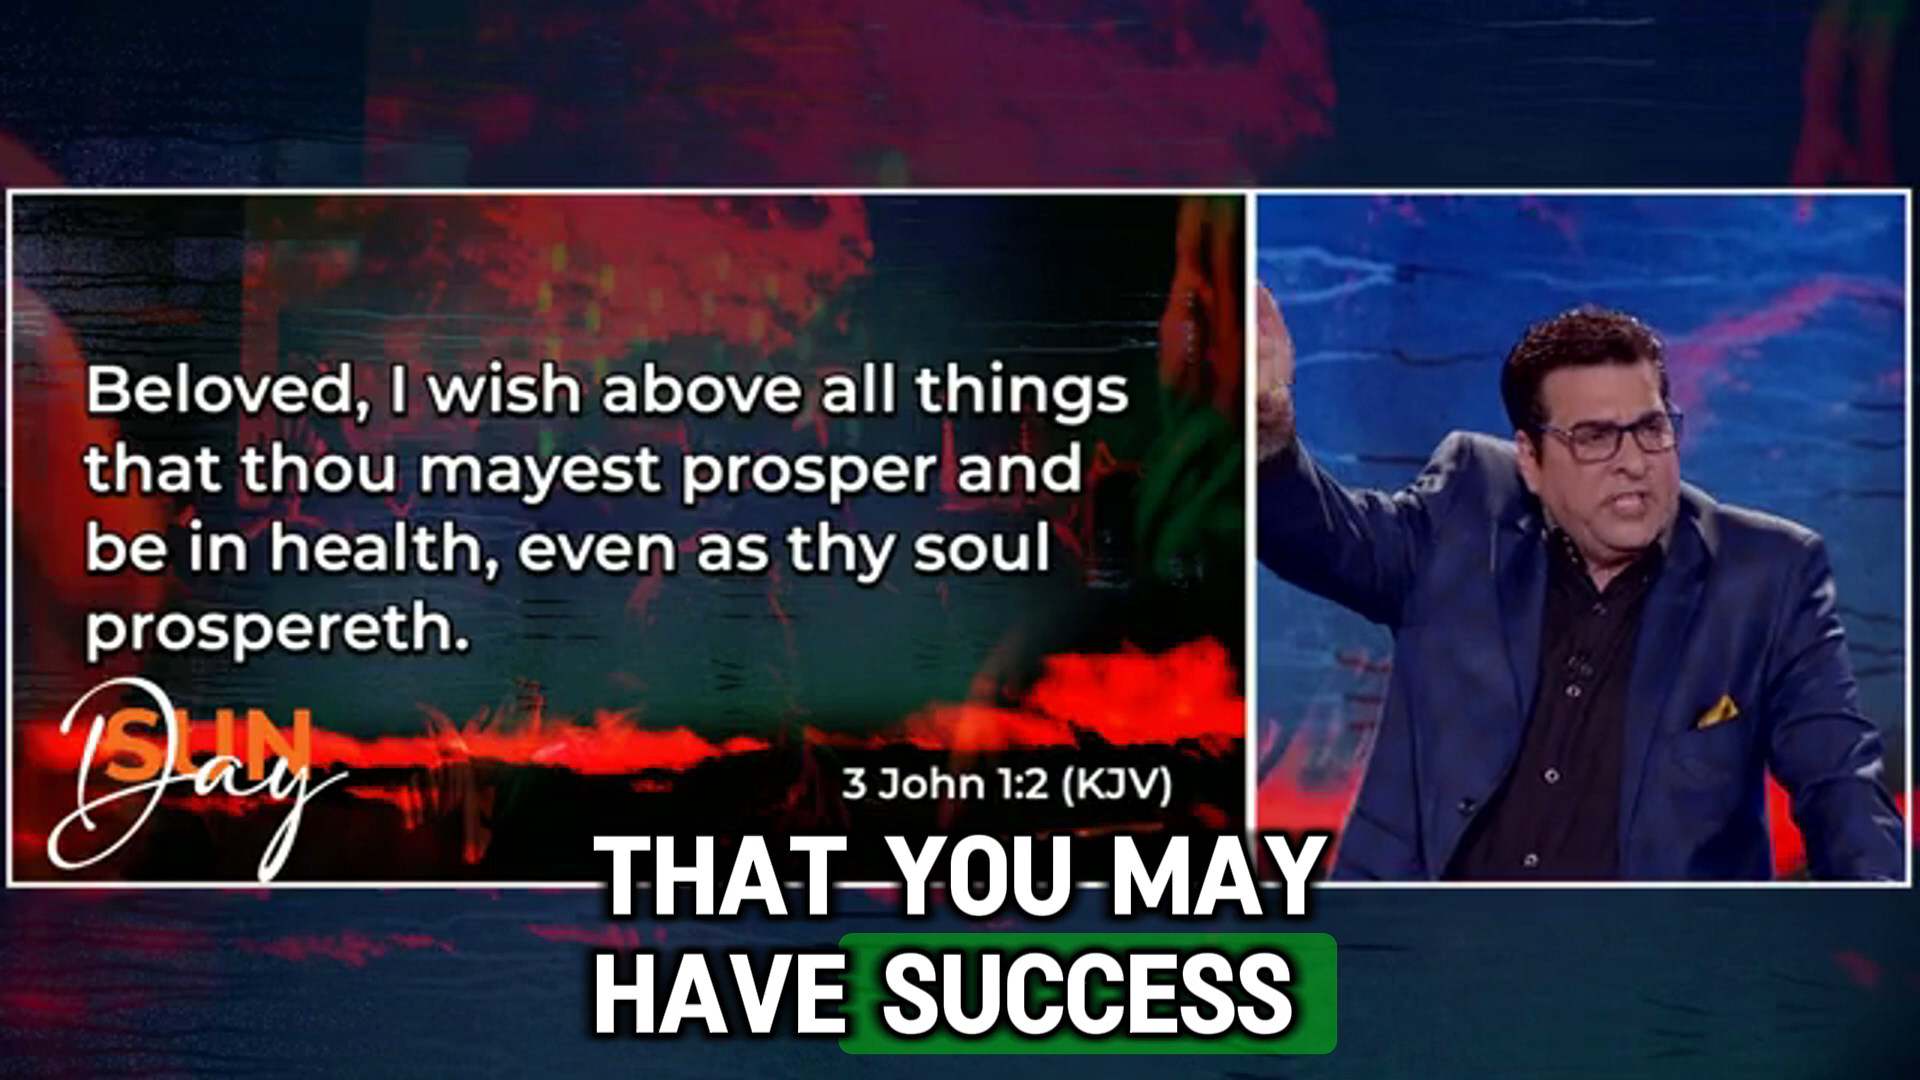 Beloved, I wish above all things
that thou mayest prosper and
be in health, even as thy soul
prospereth.
SUN
Day
3 John 1:2 (KJV)
THAT YOU MAY
HAVE SUCCESS